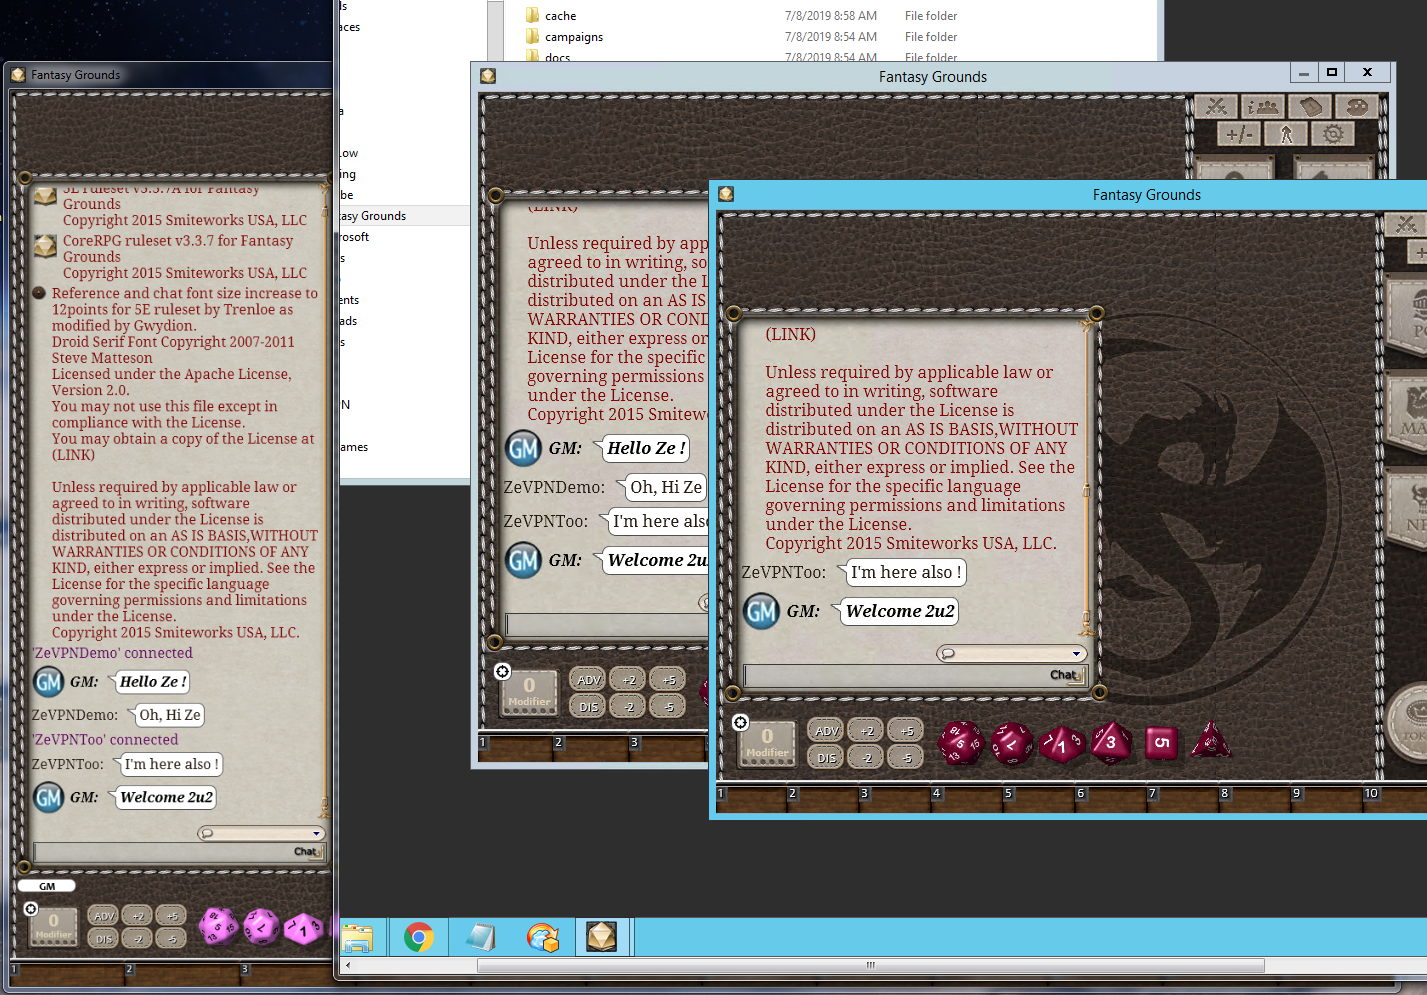 ds
aces
a
Low
ing
be
tasy Grounds
rosoft
s
ents
ads
s
N
ames
cache 7/8/2019 8:58 AM File folder
campaigns 7/8/2019 8:54 AM File folder
docs 7/8/2019 8:54 AM File folder
Fantasy Grounds
5E ruleset v3.3.7A for Fantasy
Grounds
Copyright 2015 Smiteworks USA, LLC
CoreRPG ruleset v3.3.7 for Fantasy
Grounds
Copyright 2015 Smiteworks USA, LLC
Reference and chat font size increase to
12points for 5E ruleset by Trenloe as
modified by Gwydion.
Droid Serif Font Copyright 2007-2011
Steve Matteson
Licensed under the Apache License,
Version 2.0.
You may not use this file except in
compliance with the License.
You may obtain a copy of the License at
(LINK)
Unless required by applicable law or
agreed to in writing, software
distributed under the License is
distributed on an AS IS BASIS,WITHOUT
WARRANTIES OR CONDITIONS OF ANY
KIND, either express or implied. See the
License for the specific language
governing permissions and limitations
under the License.
Copyright 2015 Smiteworks USA, LLC.
'ZeVPNDemo' connected
GM GM: Hello Ze !
ZeVPNDemo: Oh, Hi Ze
'ZeVPNToo' connected
ZeVPNToo: I'm here also !
GM GM: Welcome 2u2
Chat
GM
0 Modifier
ADV +2 +5
DIS -2 -5
1 2 3
Fantasy Grounds
+/-
(LINK)
Unless required by app
agreed to in writing, so
distributed under the L
distributed on an AS IS
WARRANTIES OR COND
KIND, either express or
License for the specific
governing permissions
under the License.
Copyright 2015 Smitewo
GM GM: Hello Ze !
ZeVPNDemo: Oh, Hi Ze
ZeVPNToo: I'm here also
GM GM: Welcome 2u
0 Modifier
ADV +2 +5
DIS -2 -5
1 2 3
Fantasy Grounds
(LINK)
Unless required by applicable law or
agreed to in writing, software
distributed under the License is
distributed on an AS IS BASIS,WITHOUT
WARRANTIES OR CONDITIONS OF ANY
KIND, either express or implied. See the
License for the specific language
governing permissions and limitations
under the License.
Copyright 2015 Smiteworks USA, LLC.
ZeVPNToo: I'm here also !
GM GM: Welcome 2u2
Chat
MA
N
TOK
0 Modifier
ADV +2 +5
DIS -2 -5
1 2 3 4 5 6 7 8 9 10